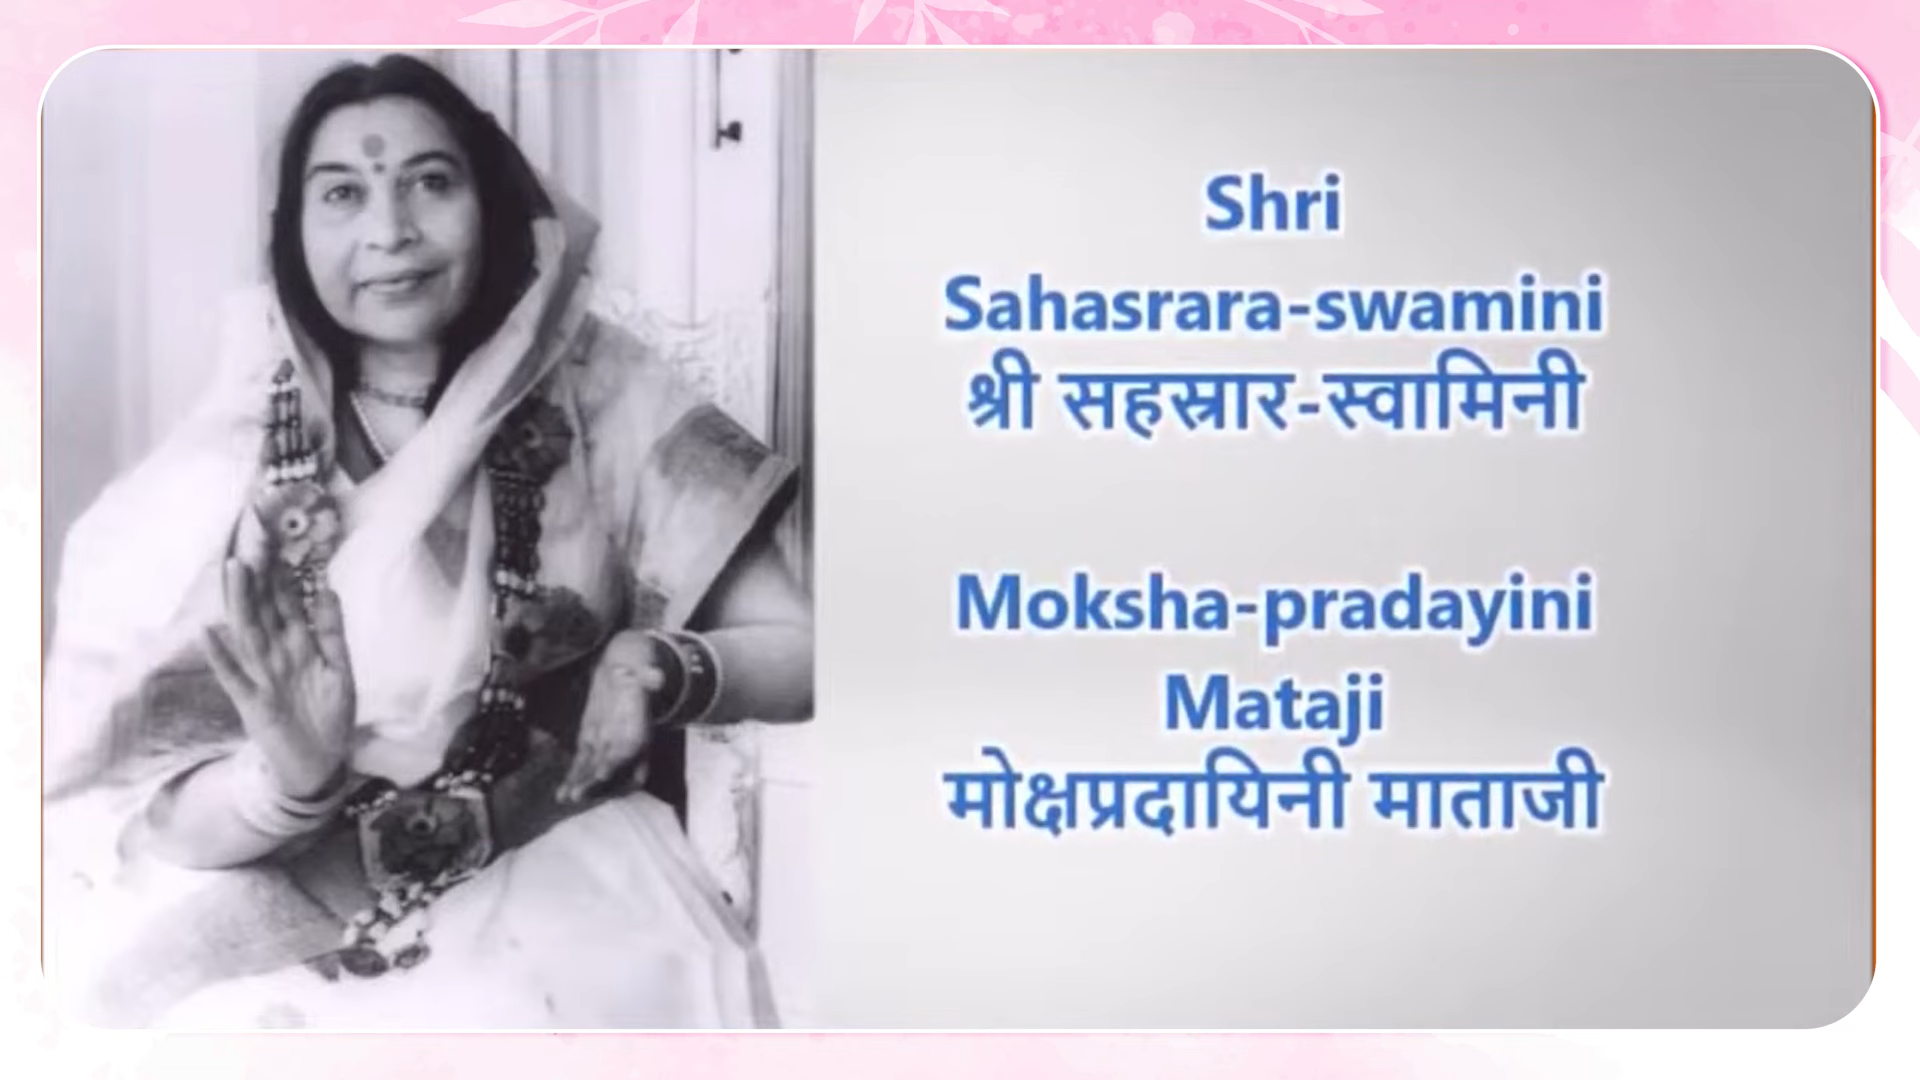 Shri
Sahasrara-swamini
श्री सहस्रार-स्वामिनी
Moksha-pradayini
Mataji
मोक्षप्रदायिनी माताजी